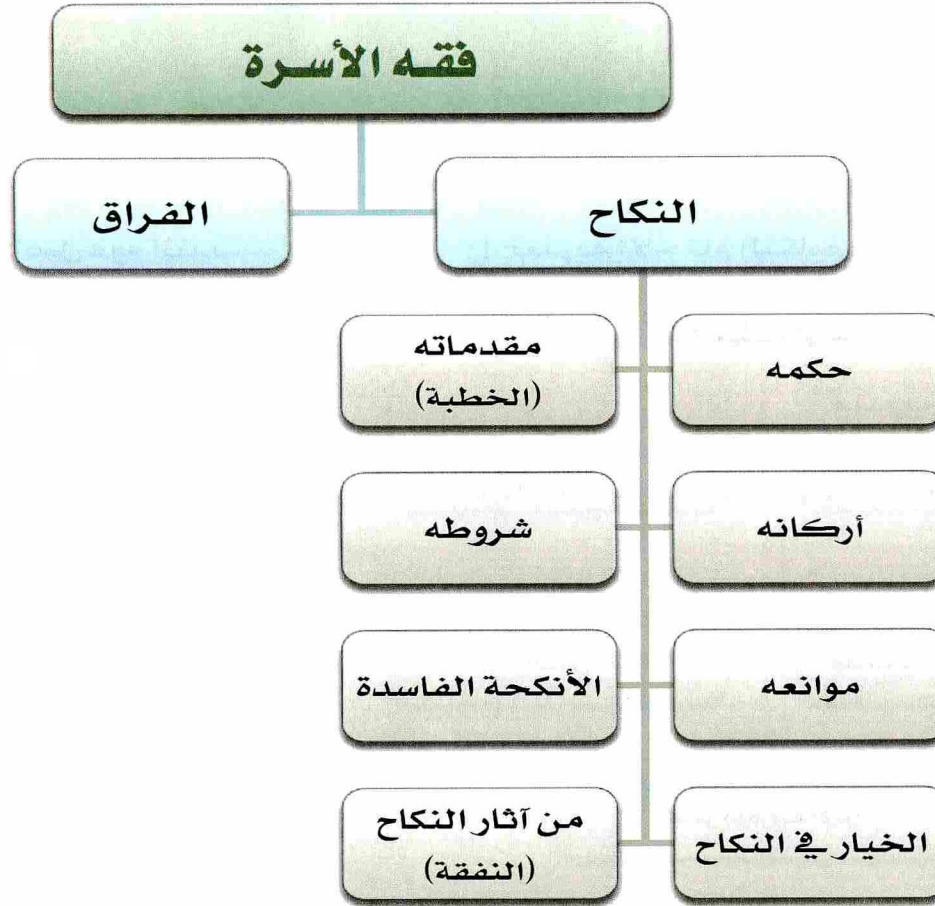 فقه الأسرة
النكاح
الفراق
حكمه
مقدماته
(الخطبة)
أركانه
شروطه
موانعه
الأنكحة الفاسدة
الخيار في النكاح
من آثار النكاح
(النفقة)